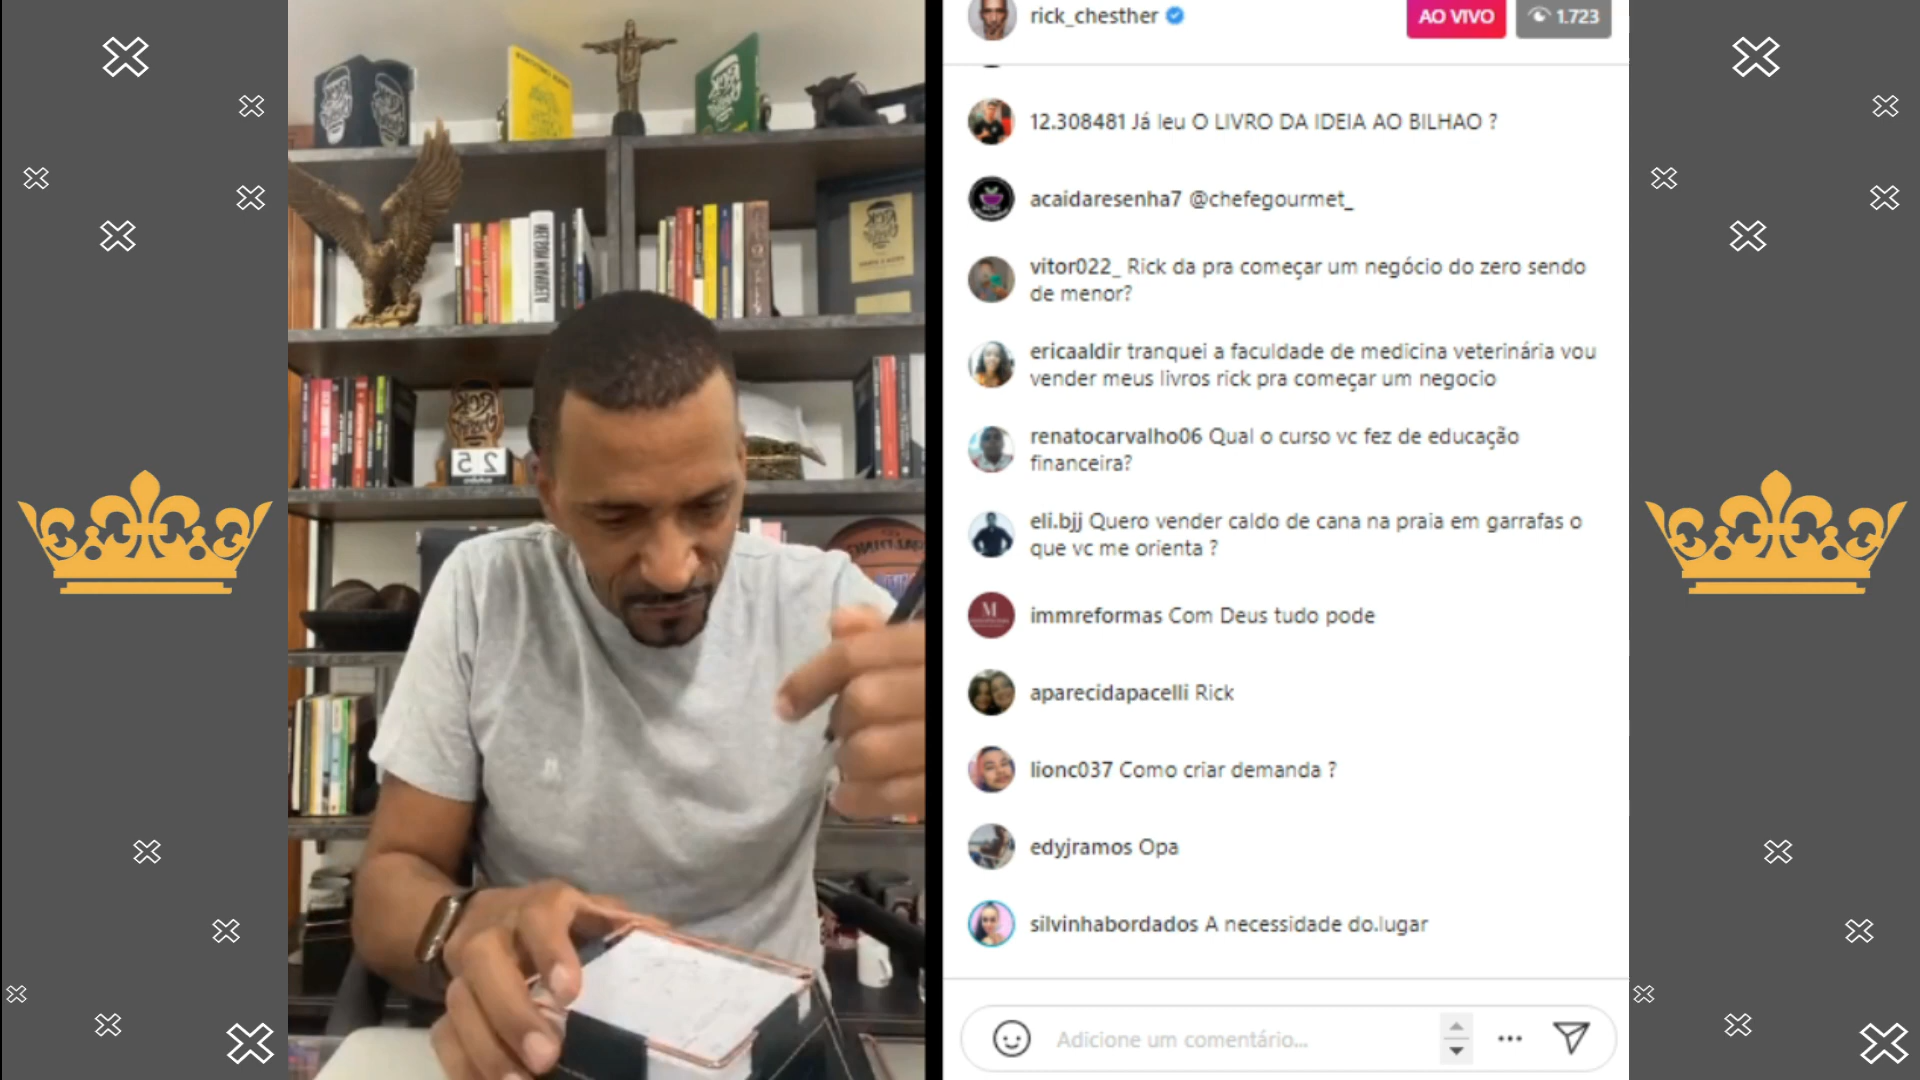 rick_chesther
AO VIVO
1.723
12.308481 Já leu O LIVRO DA IDEIA AO BILHAO ?
acaidaresenha7 @chefegourmet_
vitor022_ Rick da pra começar um negócio do zero sendo
de menor?
ericaaldir tranquei a faculdade de medicina veterinária vou
vender meus livros rick pra começar um negocio
renatocarvalho06 Qual o curso vc fez de educação
financeira?
eli.bjj Quero vender caldo de cana na praia em garrafas o
que vc me orienta ?
immreformas Com Deus tudo pode
aparecidapacelli Rick
lionc037 Como criar demanda ?
edyjramos Opa
silvinhabordados A necessidade do.lugar
Adicione um comentário...
NELSON MANDELA
25